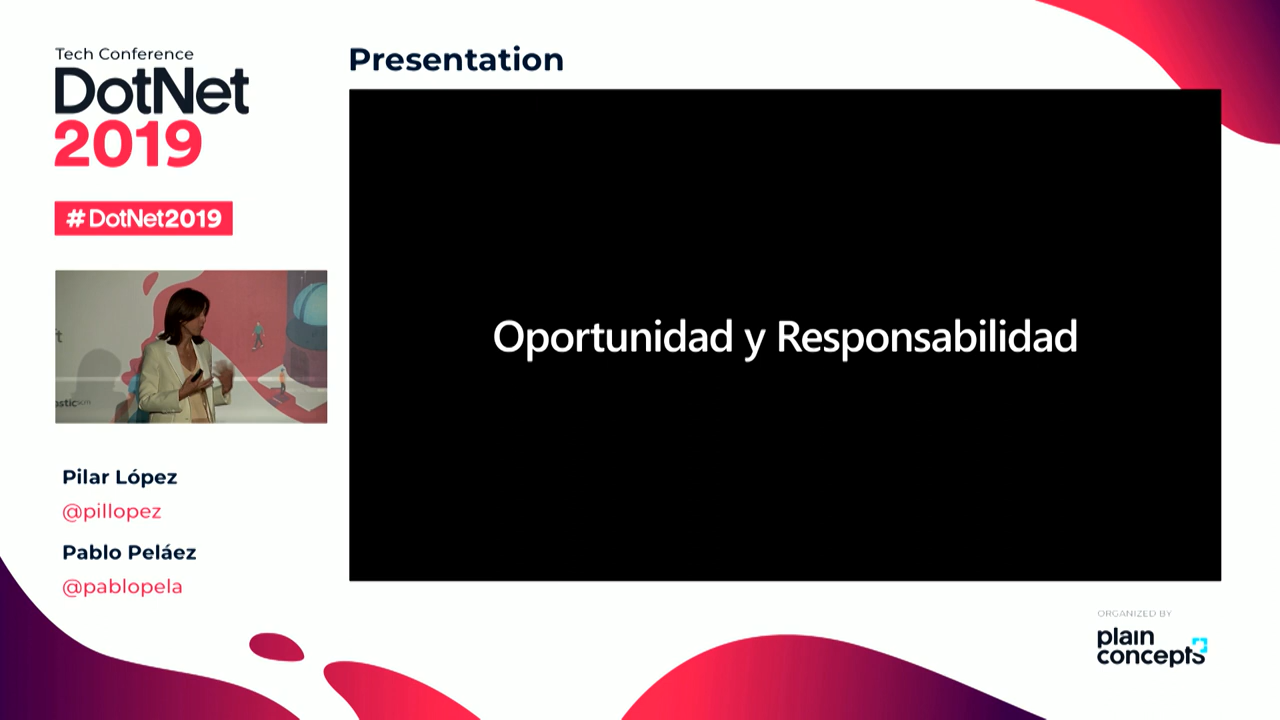 Tech Conference
DotNet
2019
#DotNet2019
Presentation
Oportunidad y Responsabilidad
Pilar López
@pillopez
Pablo Peláez
@pablopela
ORGANIZED BY
plain
concepts